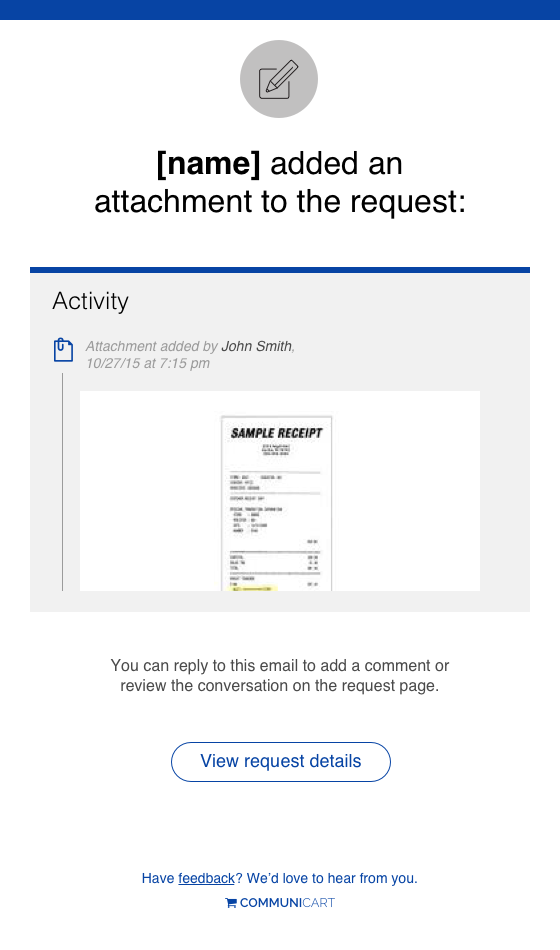 [name] added an
attachment to the request:
Activity
Attachment added by John Smith,
10/27/15 at 7:15 pm
SAMPLE RECEIPT
You can reply to this email to add a comment or
review the conversation on the request page.
View request details
Have feedback? We'd love to hear from you.
COMMUNICART